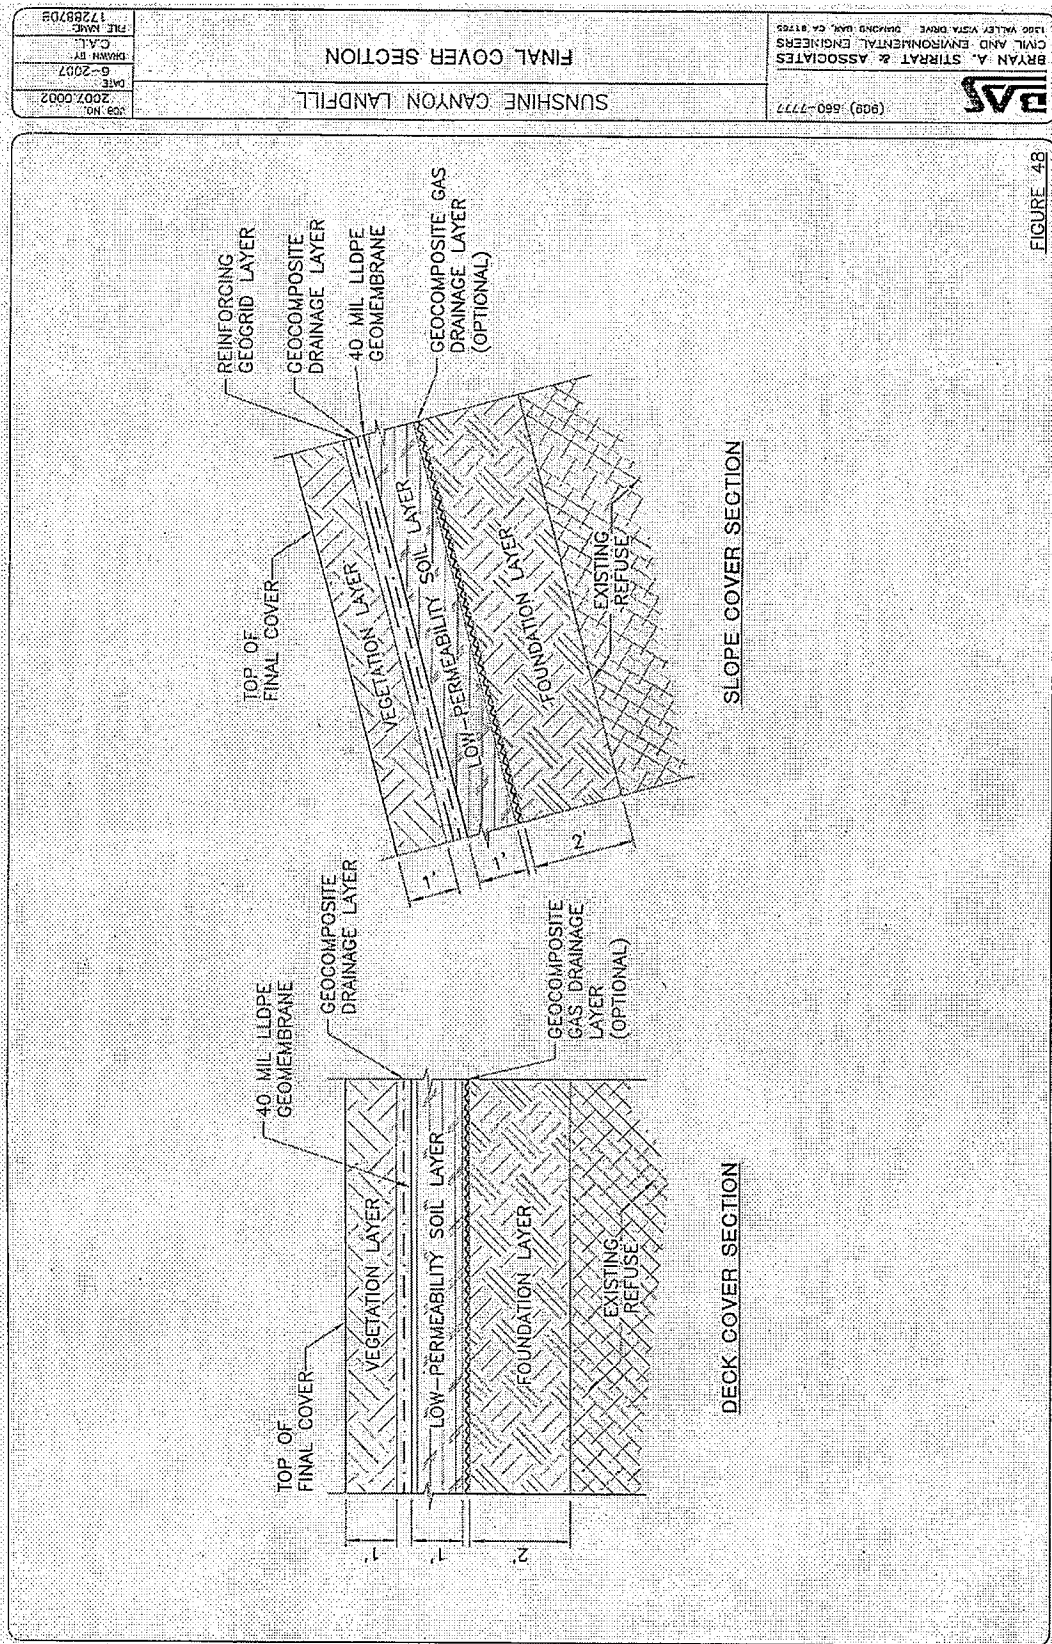 BAS
(909) 860-7777
BRYAN A. STIRRAT & ASSOCIATES
CIVIL AND ENVIRONMENTAL ENGINEERS
1360 VALLEY VISTA DRIVE DIAMOND BAR, CA 91765
SUNSHINE CANYON LANDFILL
FINAL COVER SECTION
JOB NO.
2007.0002
DATE
6-2007
DRAWN BY
C.A.L.
FILE NAME:
FIGURE 4B
TOP OF
FINAL COVER
40 MIL LLDPE
GEOMEMBRANE
GEOCOMPOSITE
DRAINAGE LAYER
VEGETATION LAYER
LOW-PERMEABILITY SOIL LAYER
FOUNDATION LAYER
EXISTING
REFUSE
GEOCOMPOSITE
GAS DRAINAGE
LAYER
(OPTIONAL)
1'
1'
2'
DECK COVER SECTION
TOP OF
FINAL COVER
REINFORCING
GEOGRID LAYER
GEOCOMPOSITE
DRAINAGE LAYER
40 MIL LLDPE
GEOMEMBRANE
GEOCOMPOSITE GAS
DRAINAGE LAYER
(OPTIONAL)
VEGETATION LAYER
LOW-PERMEABILITY SOIL LAYER
FOUNDATION LAYER
EXISTING
REFUSE
1'
1'
2'
SLOPE COVER SECTION